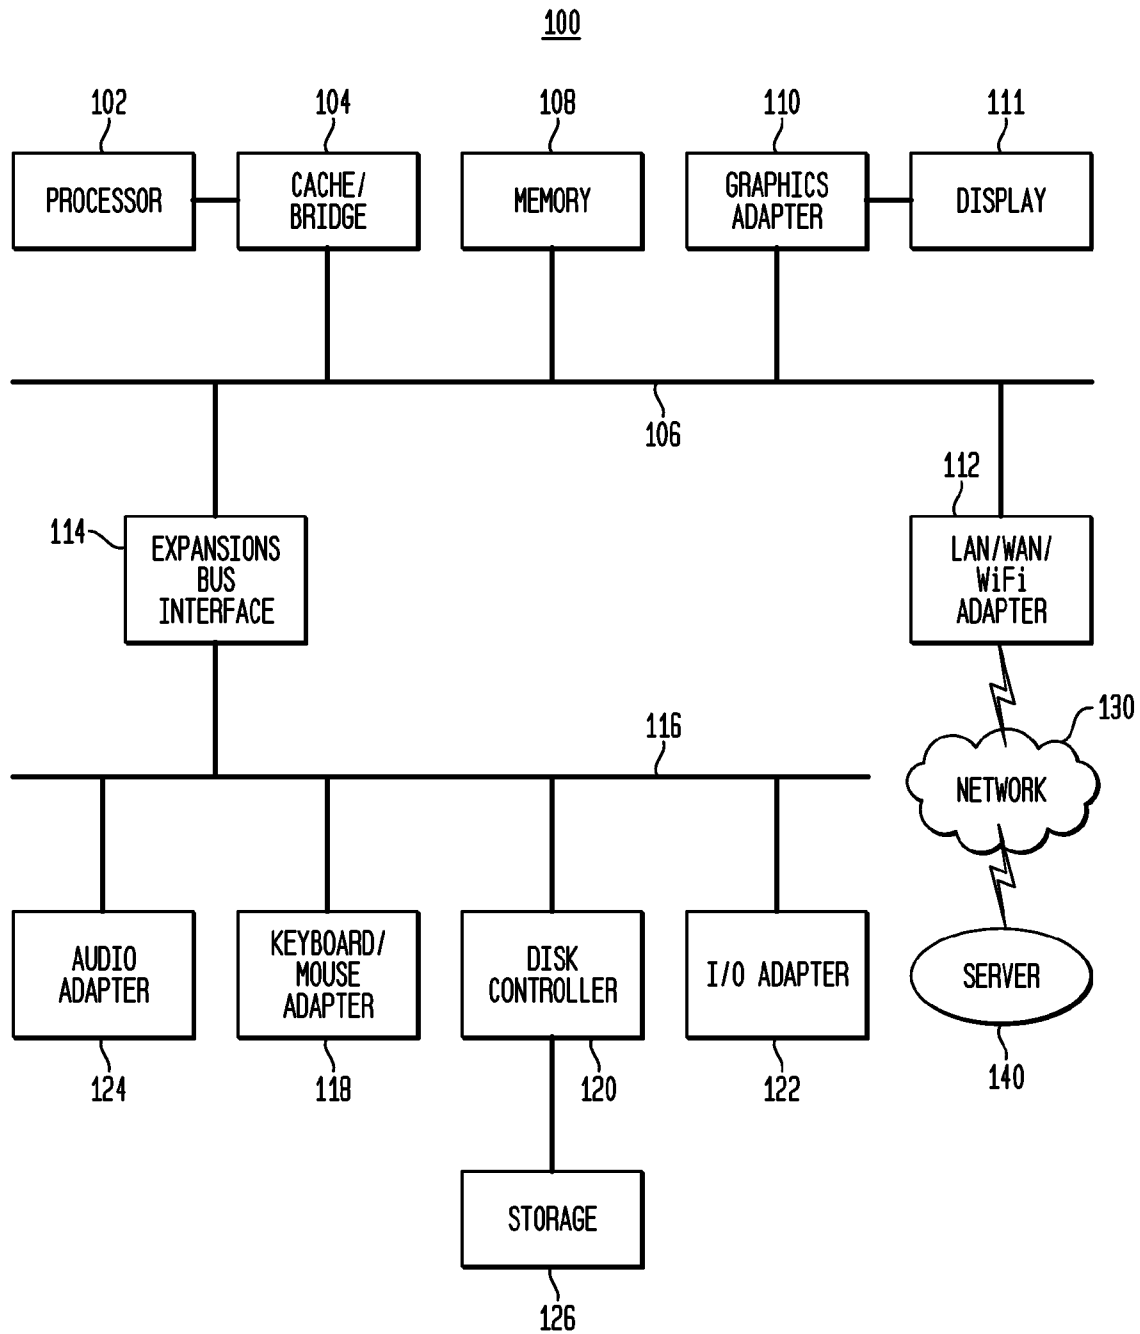 100
102
104
108
110
111
PROCESSOR
CACHE/
BRIDGE
MEMORY
GRAPHICS
ADAPTER
DISPLAY
106
112
114
EXPANSIONS
BUS
INTERFACE
LAN/WAN/
WiFi
ADAPTER
116
130
NETWORK
AUDIO
ADAPTER
KEYBOARD/
MOUSE
ADAPTER
DISK
CONTROLLER
I/O ADAPTER
SERVER
124
118
120
122
140
STORAGE
126